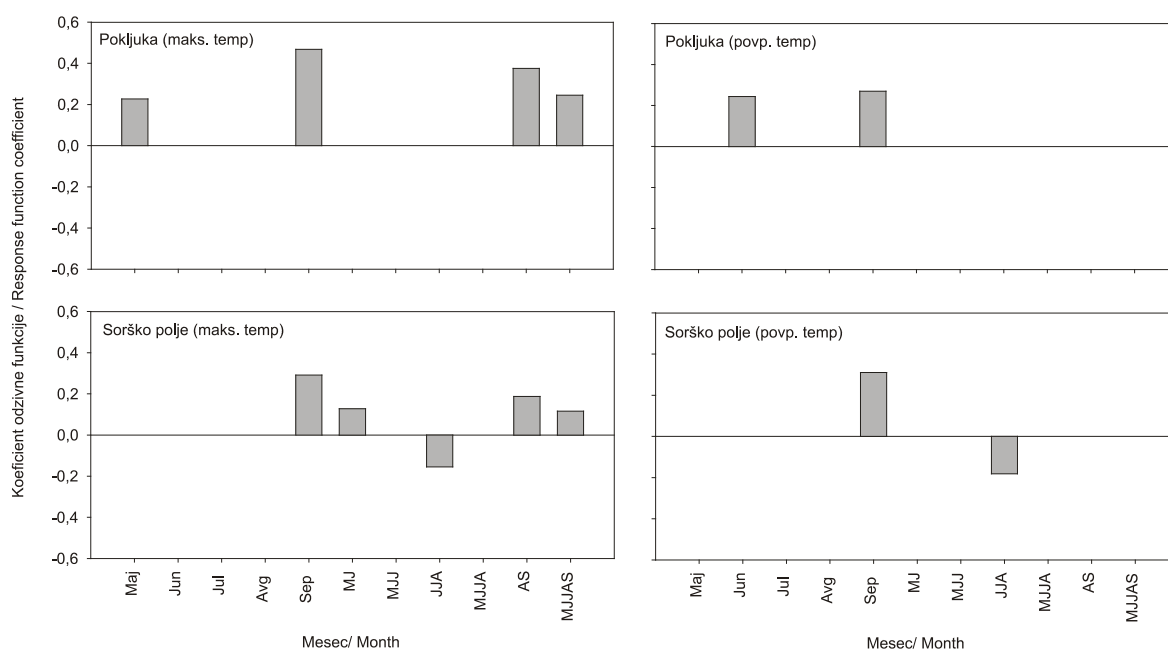 Koeficient odzivne funkcije / Response function coefficient
Pokljuka (maks. temp)
0,6
0,4
0,2
0,0
-0,2
-0,4
-0,6
Pokljuka (povp. temp)
Sorško polje (maks. temp)
0,6
0,4
0,2
0,0
-0,2
-0,4
-0,6
Maj
Jun
Jul
Avg
Sep
MJ
MJJ
JJA
MJJA
AS
MJJAS
Mesec/ Month
Sorško polje (povp. temp)
Maj
Jun
Jul
Avg
Sep
MJ
MJJ
JJA
MJJA
AS
MJJAS
Mesec/ Month